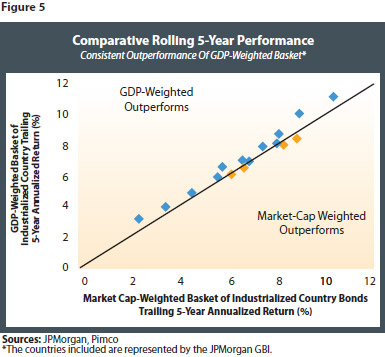 Figure 5
Comparative Rolling 5-Year Performance
Consistent Outperformance Of GDP-Weighted Basket*
GDP-Weighted Basket of
Industrialized Country Trailing
5-Year Annualized Return (%)
12
10
8
6
4
2
0
GDP-Weighted
Outperforms
Market-Cap Weighted
Outperforms
0 2 4 6 8 10 12
Market Cap-Weighted Basket of Industrialized Country Bonds
Trailing 5-Year Annualized Return (%)
Sources: JPMorgan, Pimco
*The countries included are represented by the JPMorgan GBI.